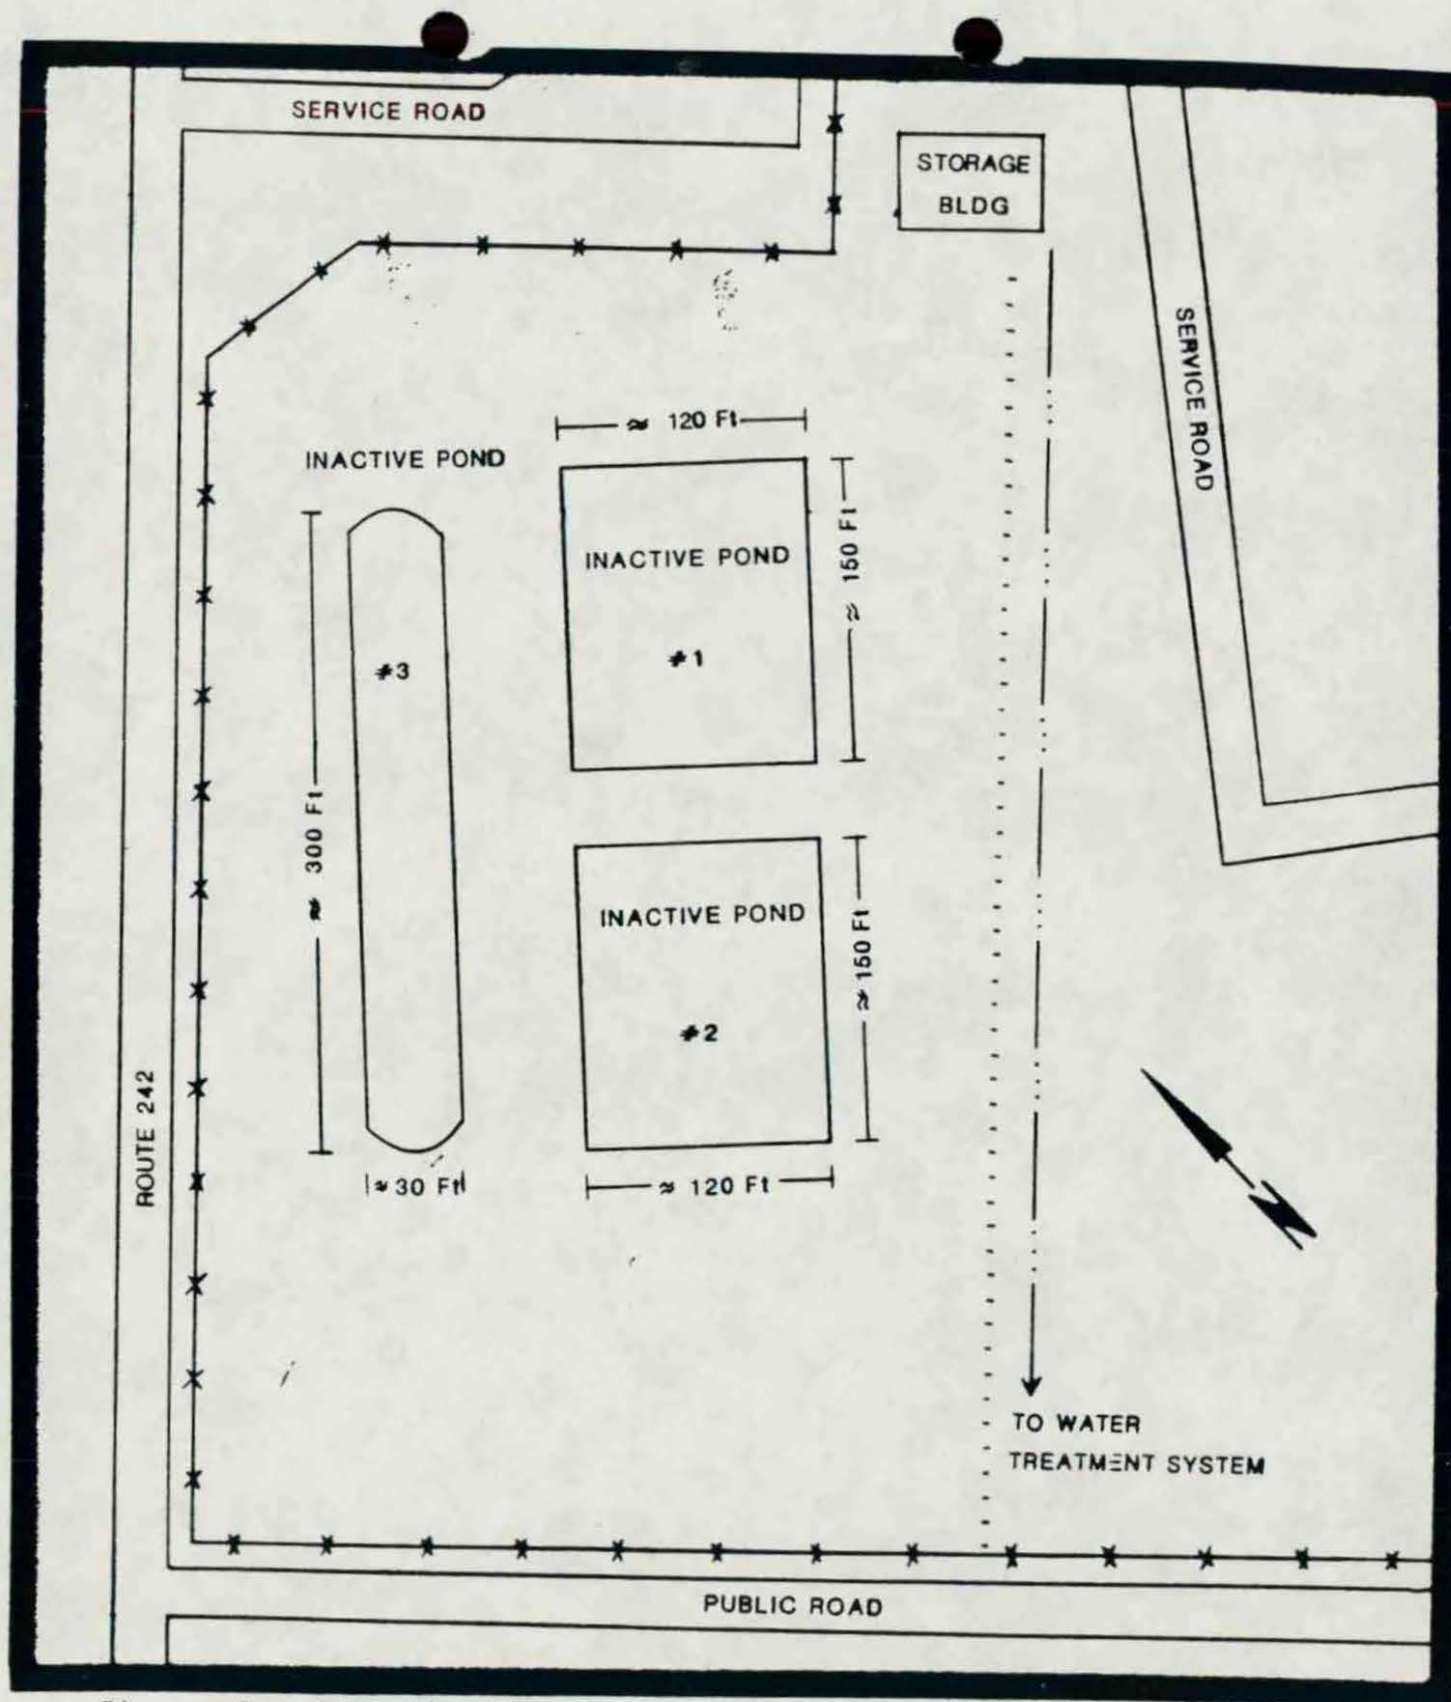 SERVICE ROAD
STORAGE
BLDG
SERVICE ROAD
≈ 120 Ft
INACTIVE POND
INACTIVE POND
≈ 150 Ft
#1
#3
≈ 300 Ft
INACTIVE POND
≈ 150 Ft
#2
ROUTE 242
≈ 30 Ft
≈ 120 Ft
N
TO WATER
TREATMENT SYSTEM
PUBLIC ROAD